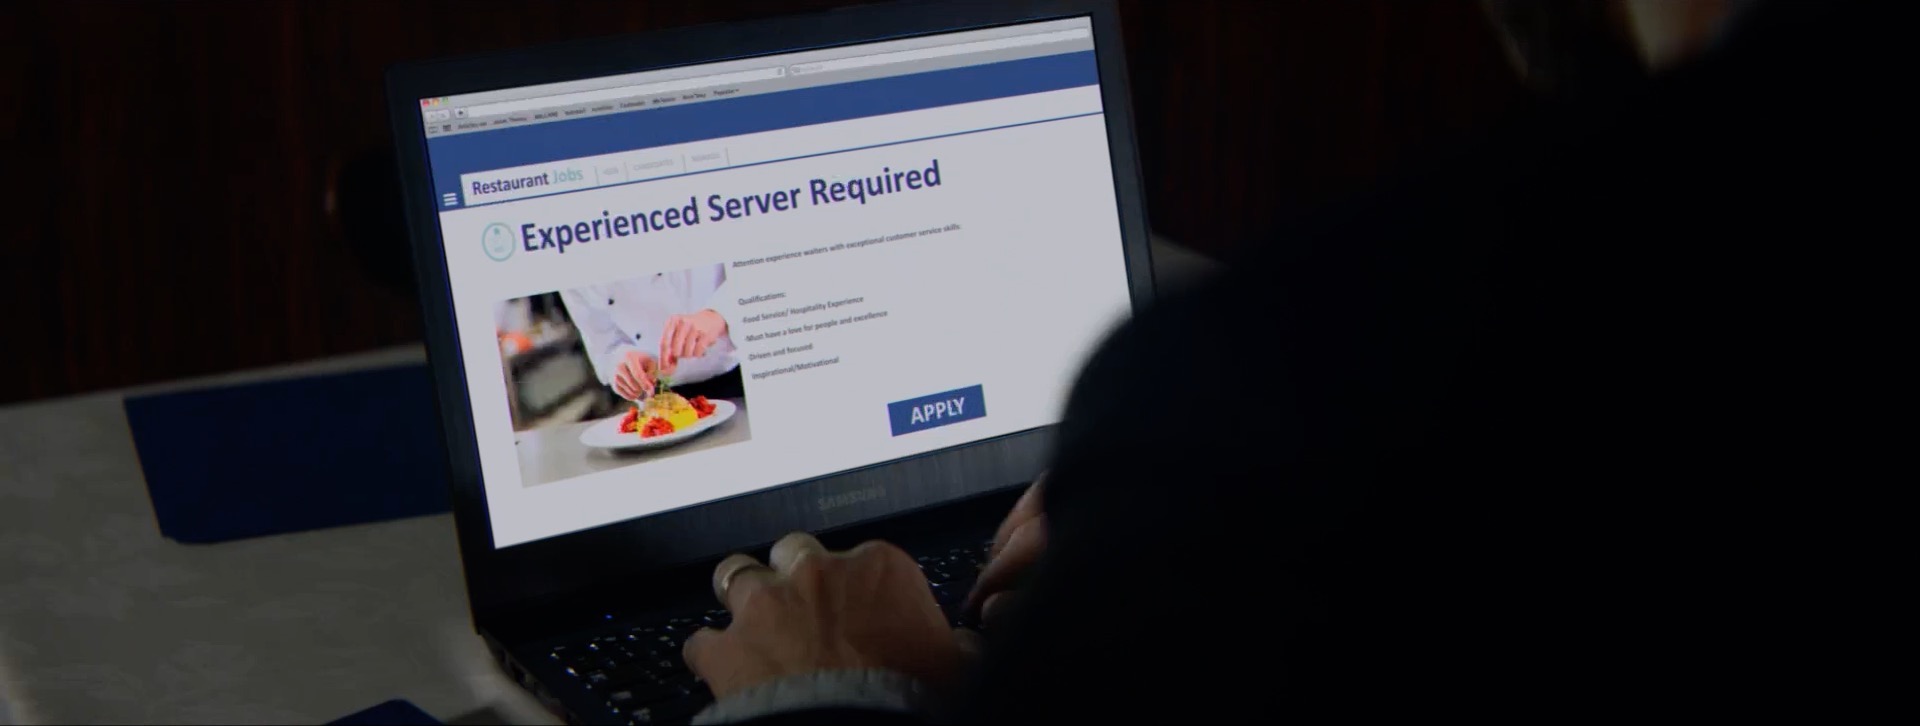 Restaurant Jobs
Experienced Server Required
Attention experience waiters with exceptional customer service skills.
Qualifications:
-Food Service/ Hospitality Experience
-Must have a love for people and excellence
-Driven and focused
Inspirational/Motivational
APPLY
SAMSUNG